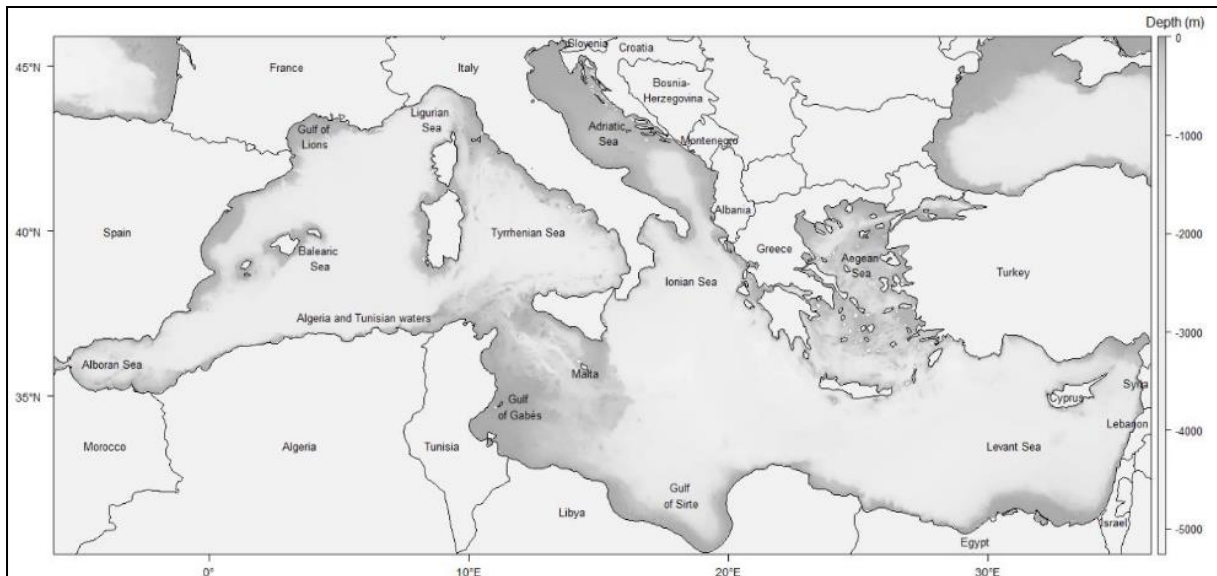 Depth (m)
0
-1000
-2000
-3000
-4000
-5000
45°N
40°N
35°N
0°
10°E
20°E
30°E
Slovenia
Croatia
France
Italy
Bosnia-
Herzegovina
Ligurian
Sea
Gulf of
Lions
Adriatic
Sea
Montenegro
Albania
Spain
Balearic
Sea
Tyrrhenian Sea
Greece
Aegean
Sea
Turkey
Ionian Sea
Algeria and Tunisian waters
Alboran Sea
Malta
Syria
Cyprus
Gulf
of Gabés
Lebanon
Morocco
Algeria
Tunisia
Levant Sea
Gulf
of Sirte
Libya
Israel
Egypt